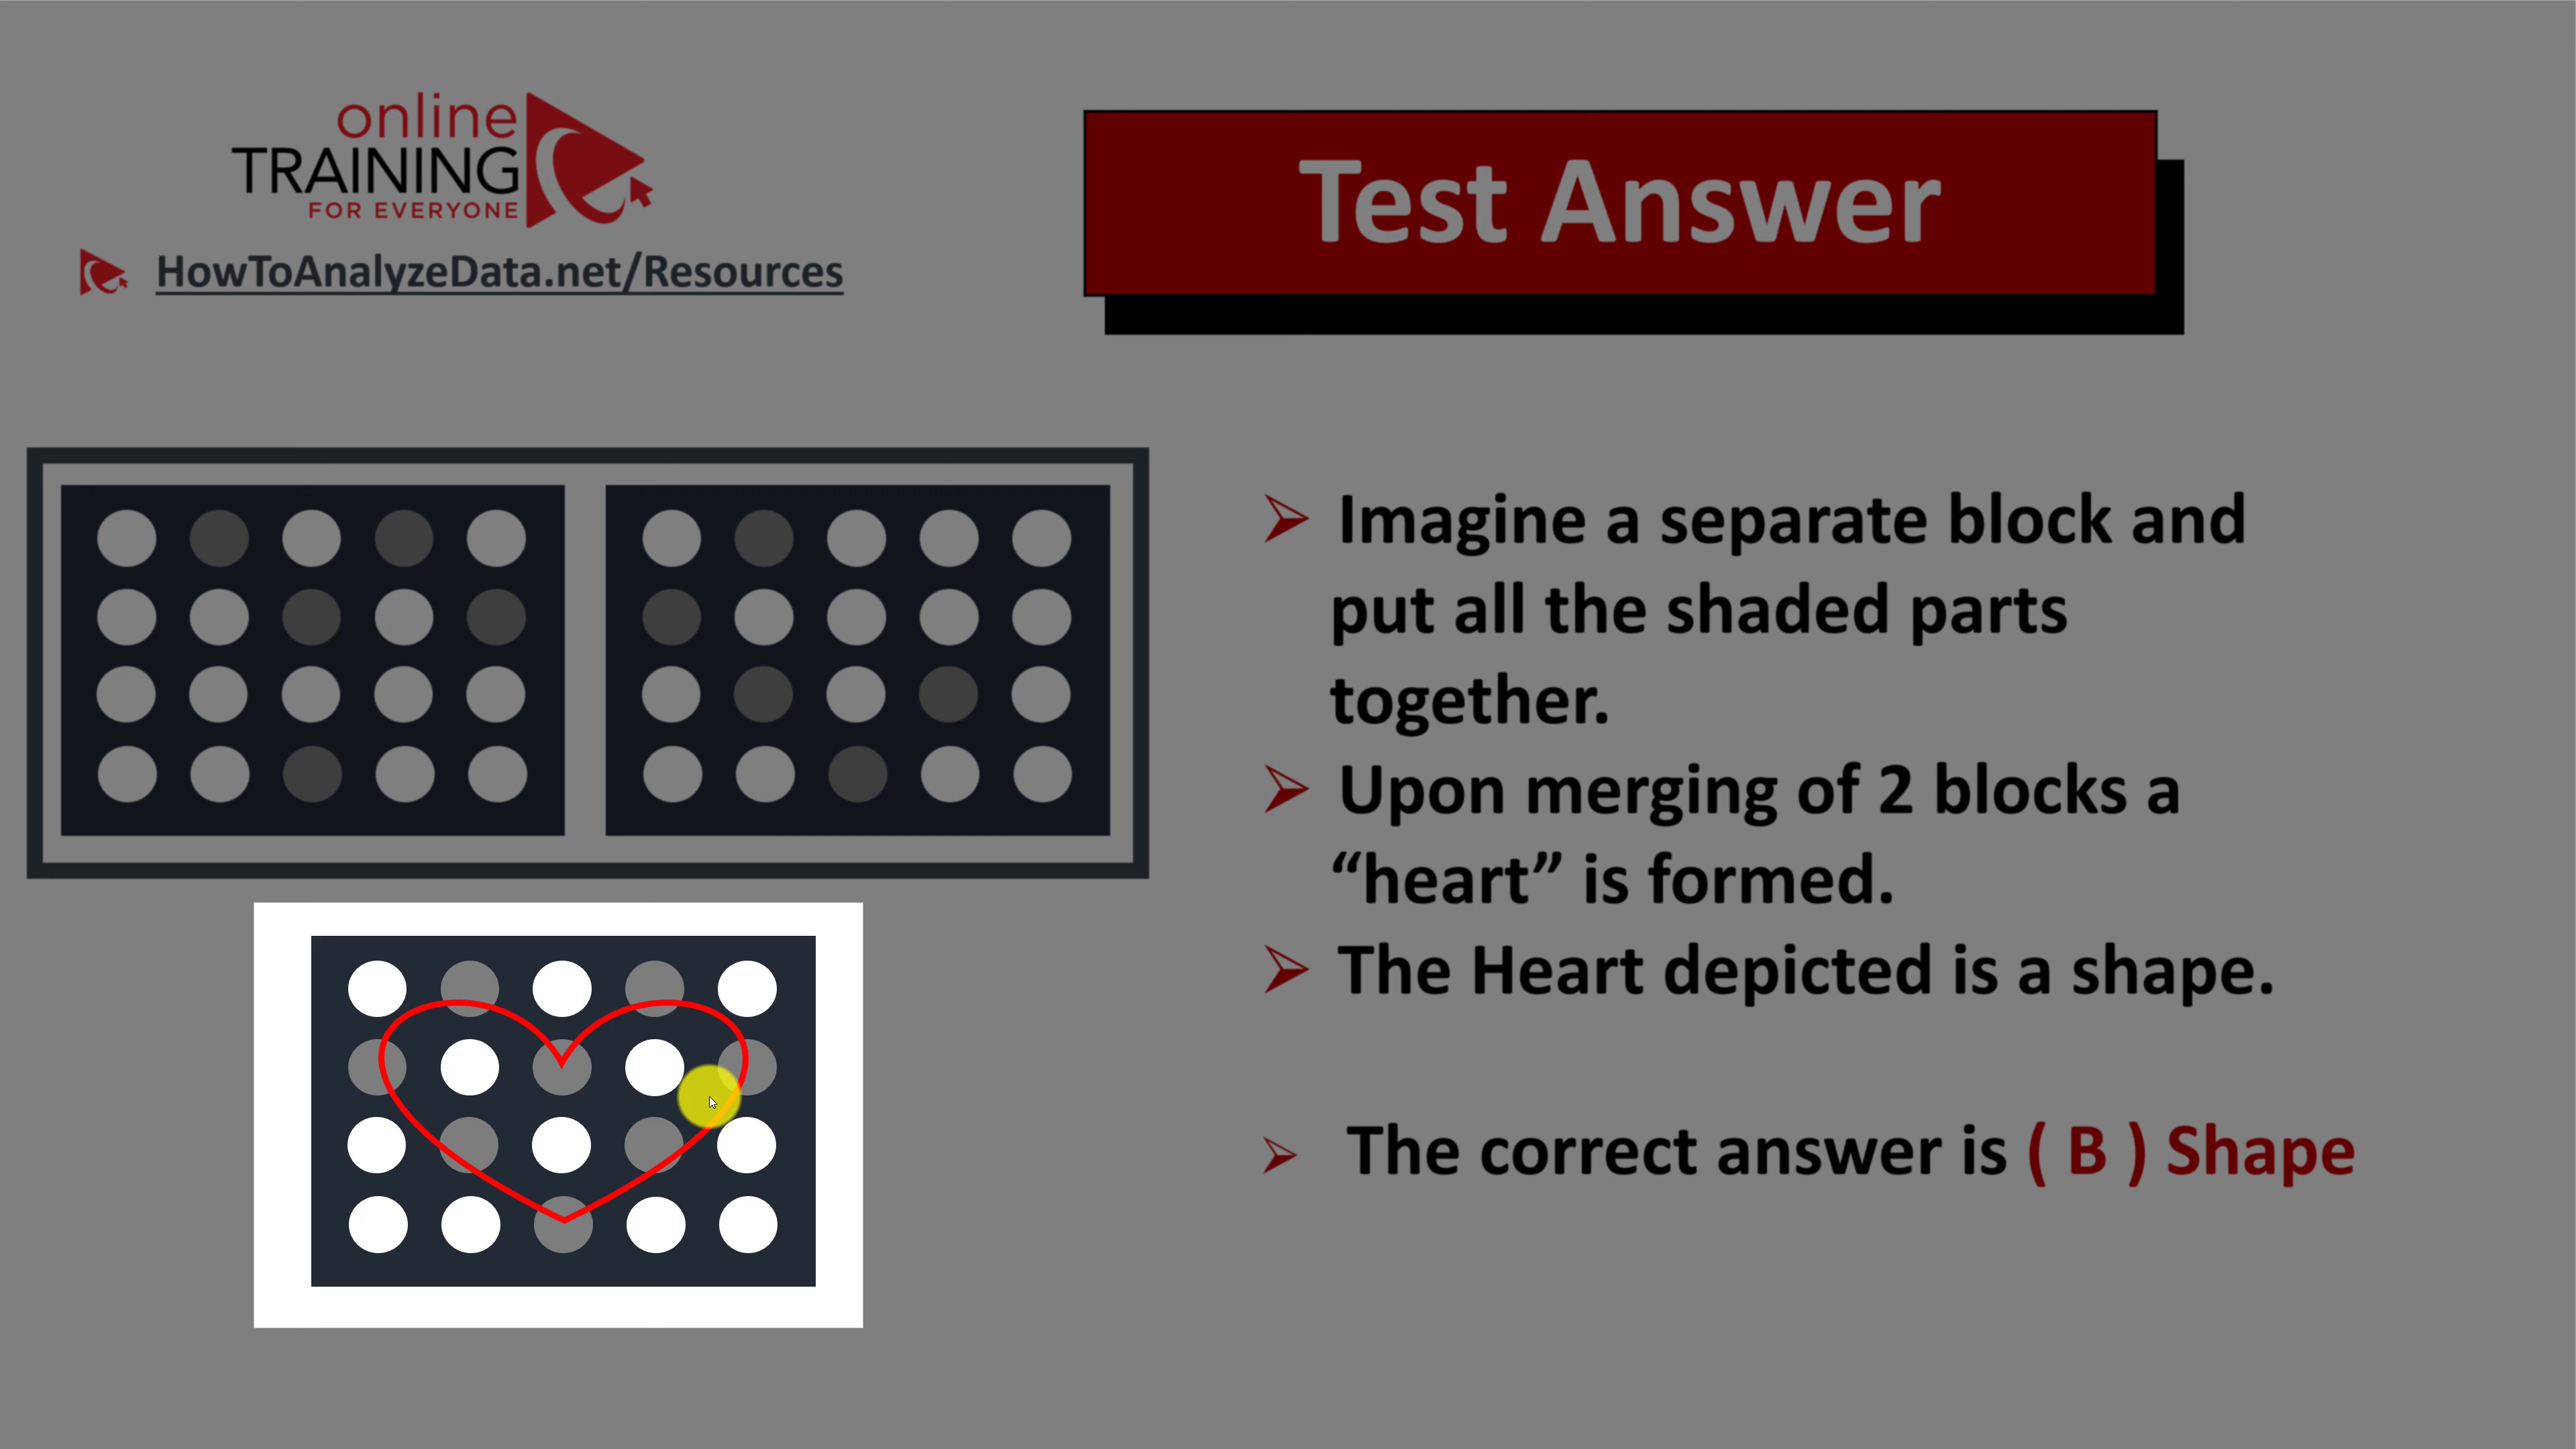 online
TRAINING
FOR EVERYONE
HowToAnalyzeData.net/Resources
Test Answer
Imagine a separate block and
put all the shaded parts
together.
Upon merging of 2 blocks a
“heart” is formed.
The Heart depicted is a shape.
The correct answer is ( B ) Shape